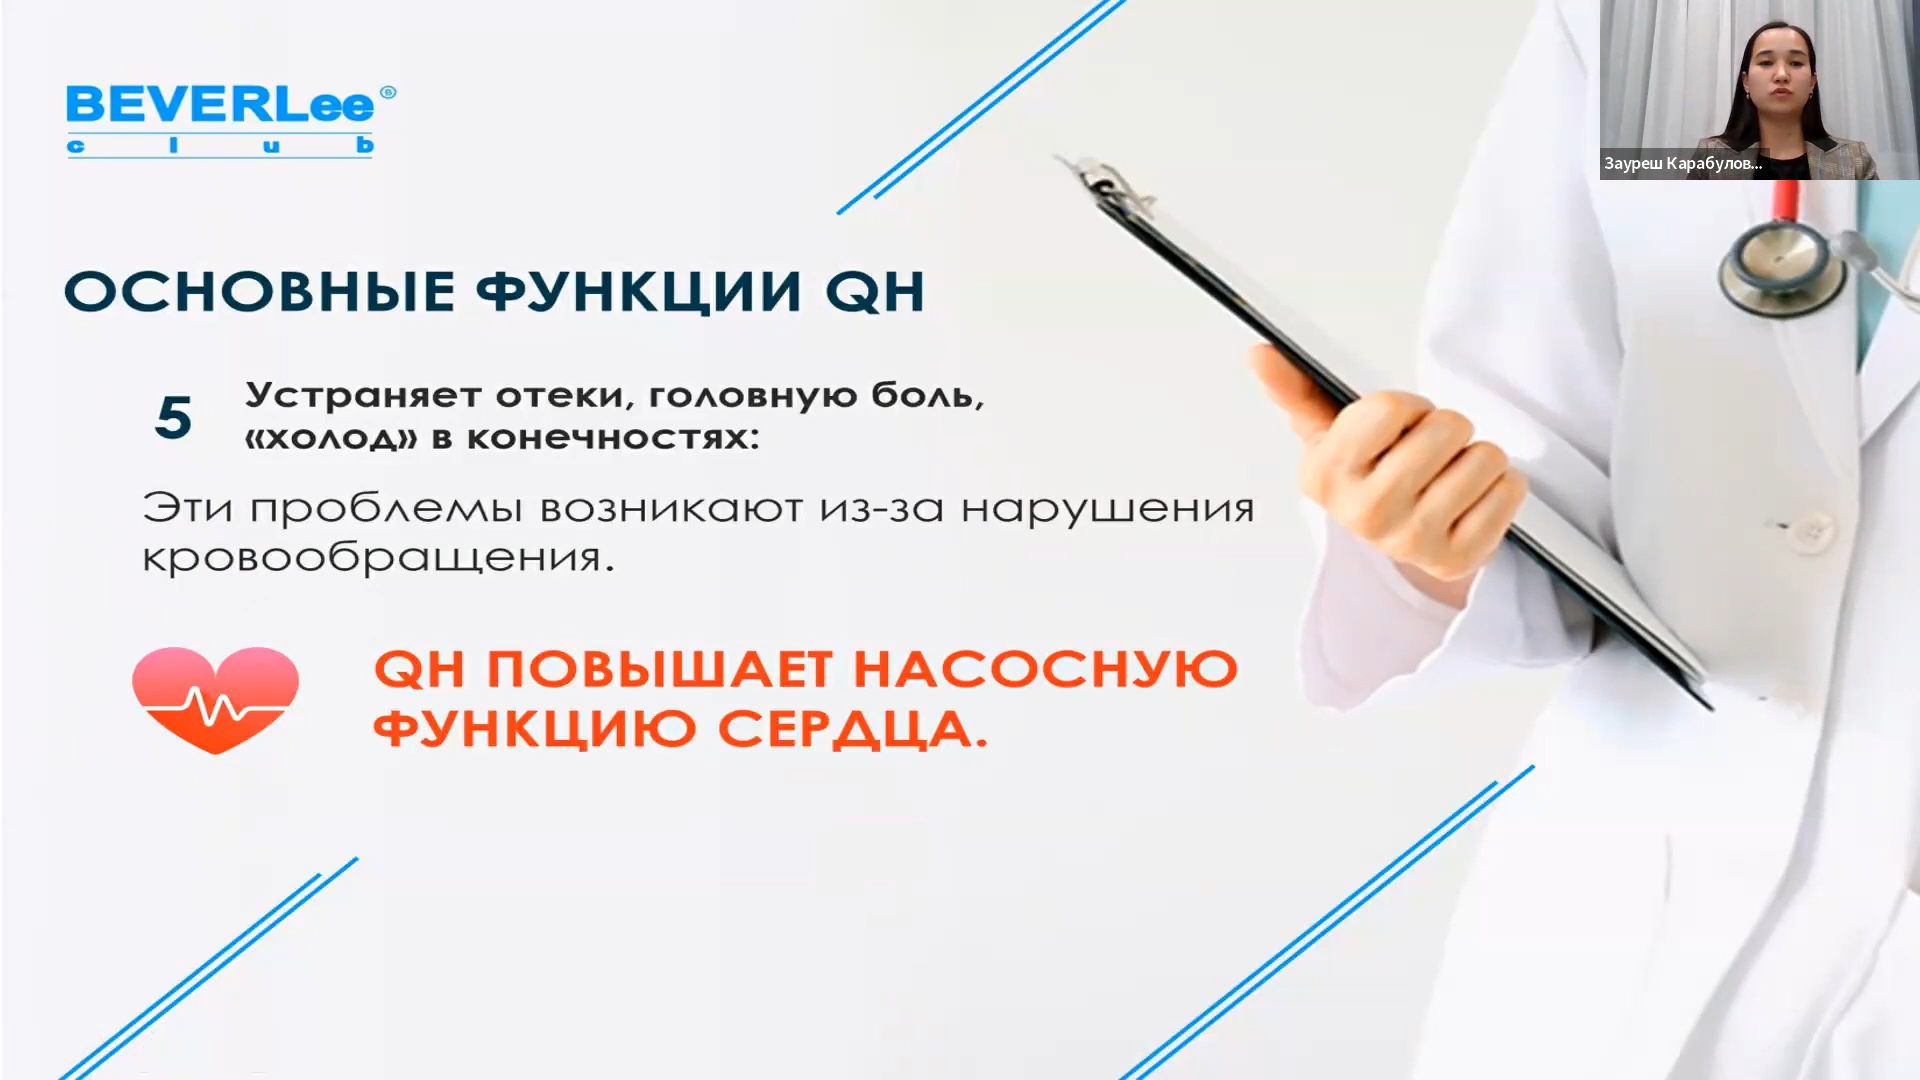 BEVERLee®
club
Зауреш Карабулов...
ОСНОВНЫЕ ФУНКЦИИ QH
5
Устраняет отеки, головную боль,
«холод» в конечностях:
Эти проблемы возникают из-за нарушения
кровообращения.
QH ПОВЫШАЕТ НАСОСНУЮ
ФУНКЦИЮ СЕРДЦА.